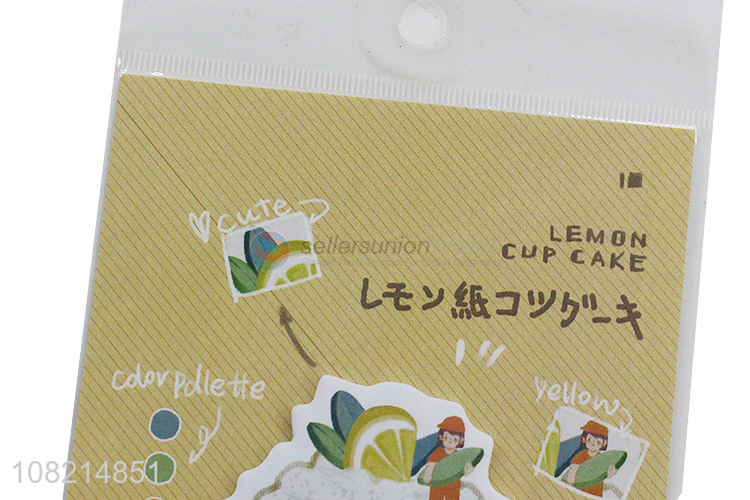 cute
sellersunion
LEMON
CUP CAKE
レモン紙コツグーキ
color pallette
yellow
108214851